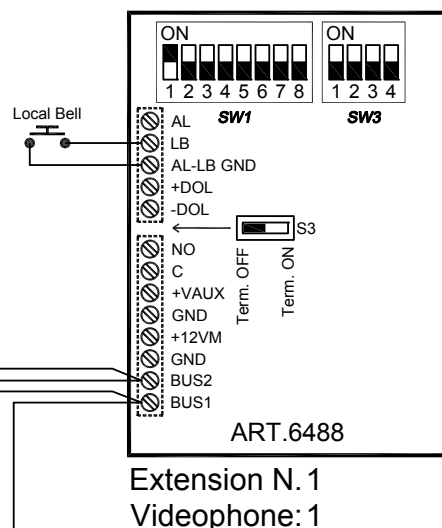 ON
ON
1 2 3 4 5 6 7 8
1 2 3 4
SW1
SW3
Local Bell
AL
LB
AL-LB GND
+DOL
-DOL
S3
Term. OFF
Term. ON
NO
C
+VAUX
GND
+12VM
GND
BUS2
BUS1
ART.6488
Extension N. 1
Videophone: 1